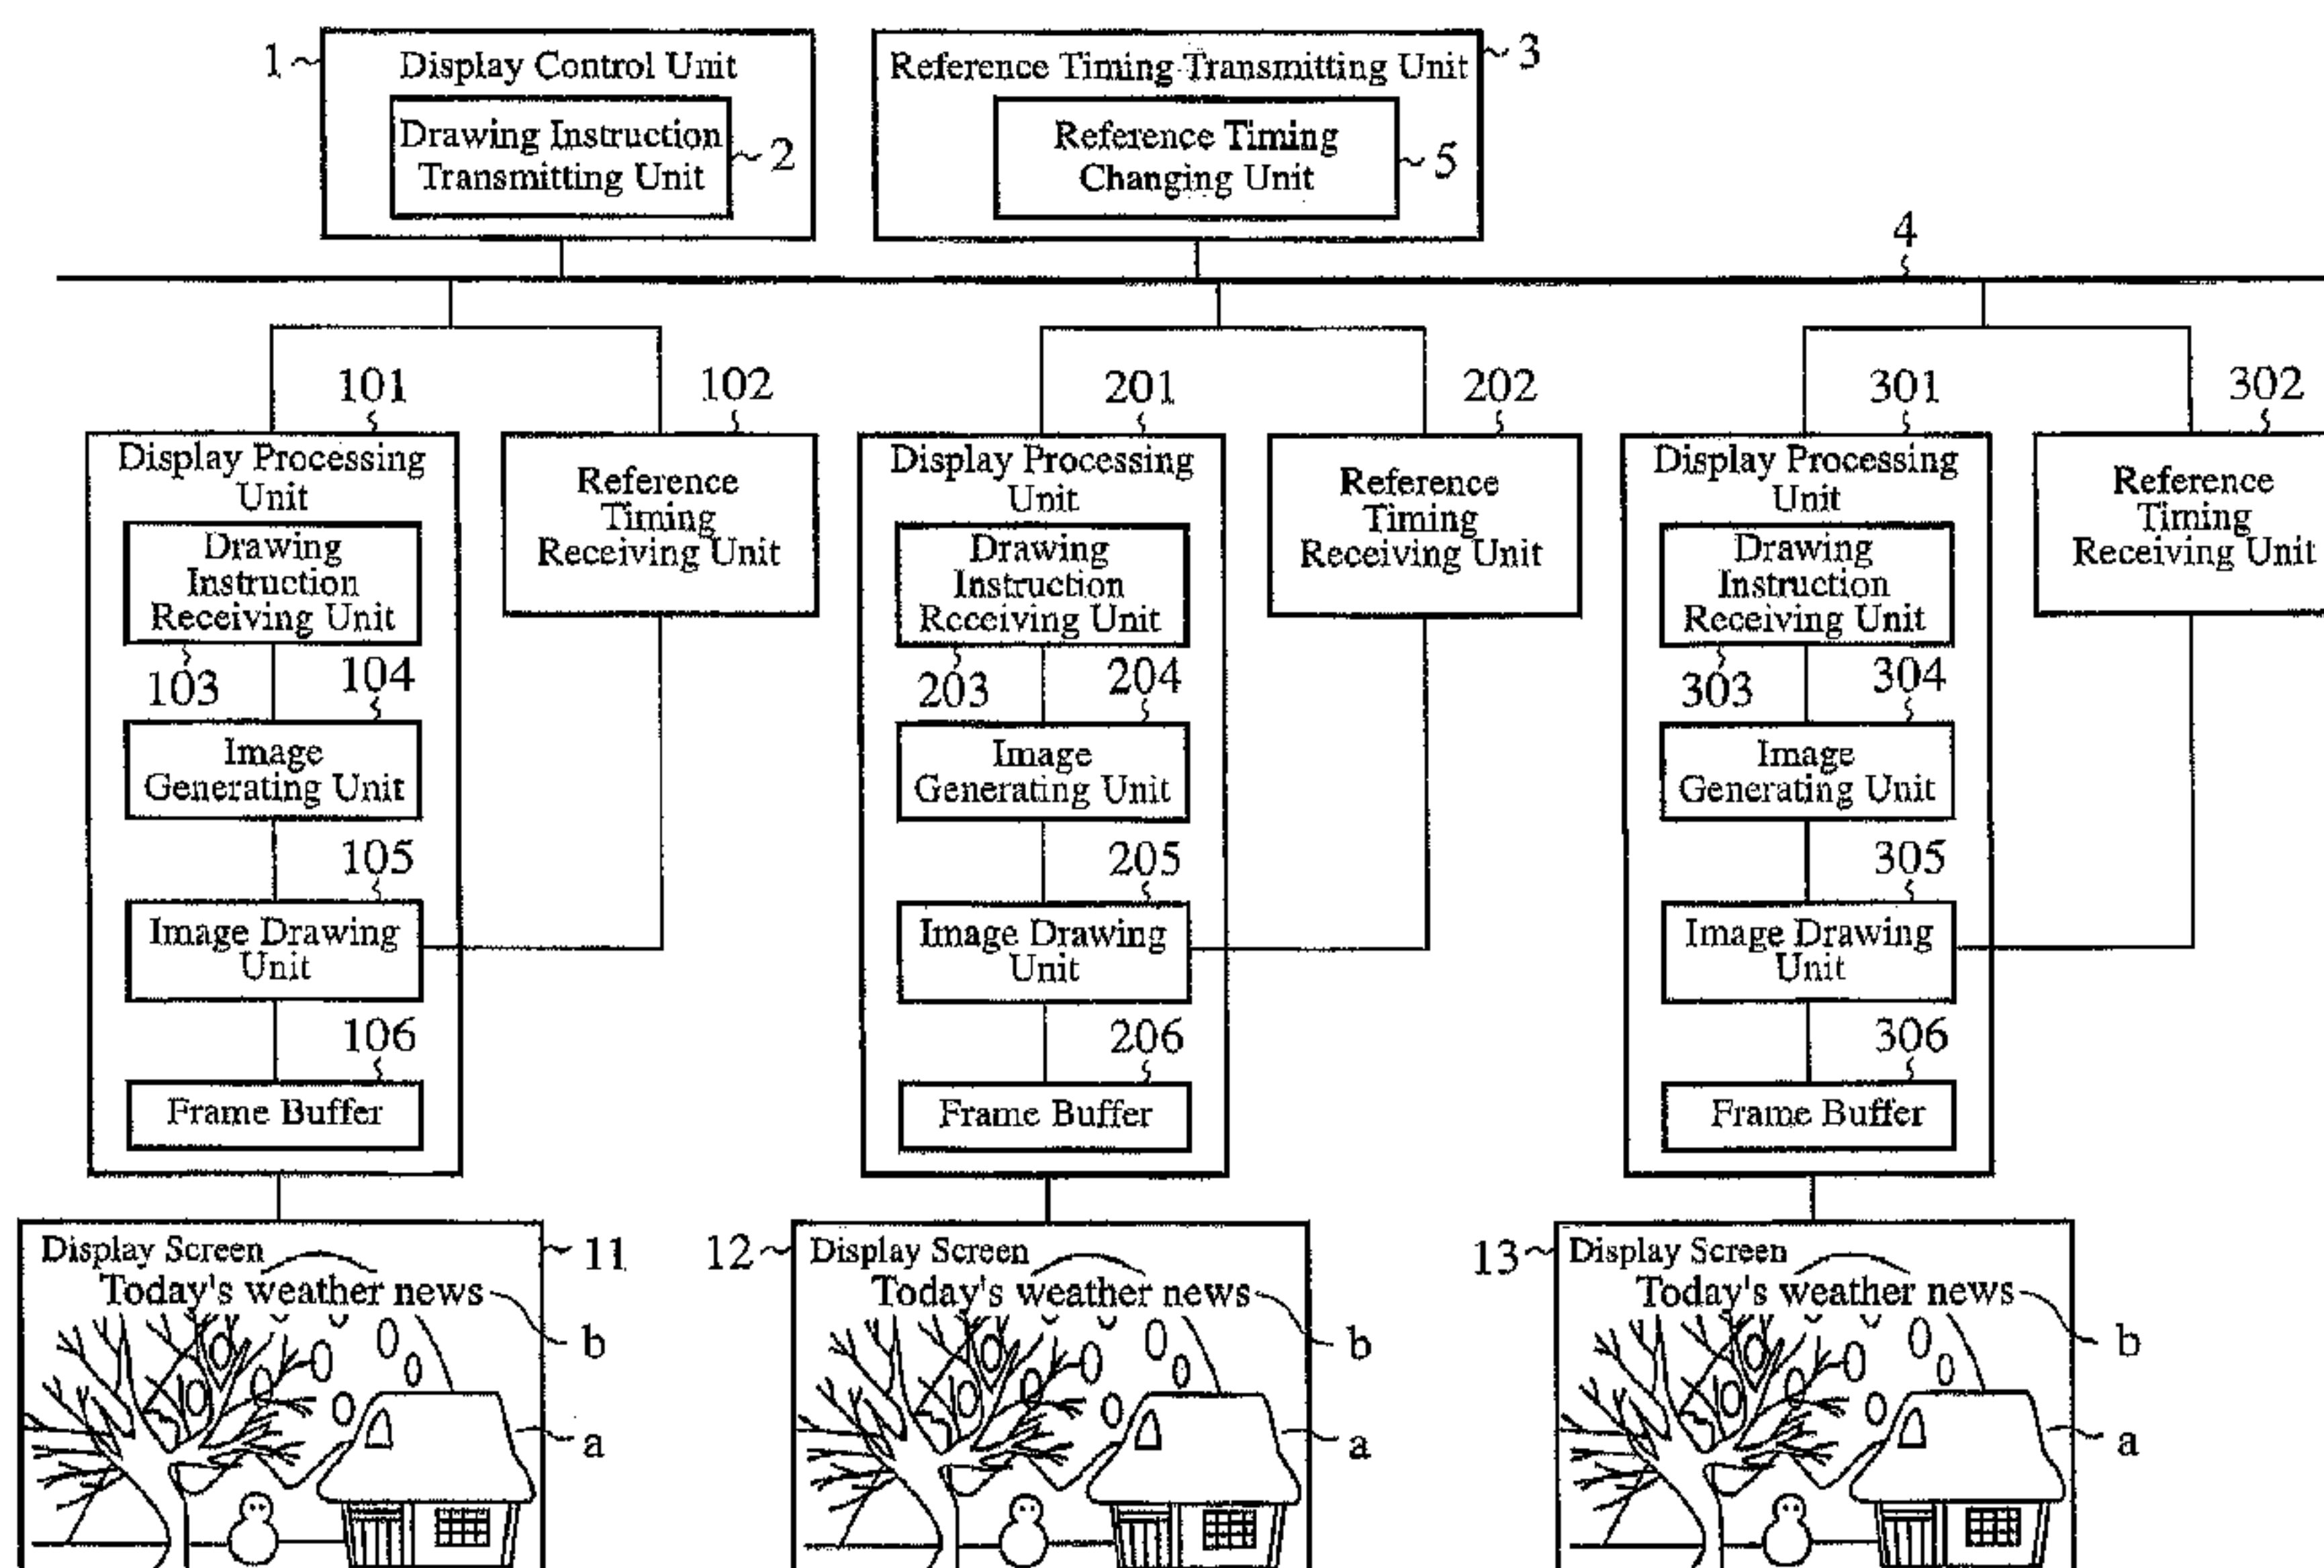 1
Display Control Unit
Drawing Instruction
Transmitting Unit
2
Reference Timing Transmitting Unit
3
Reference Timing
Changing Unit
5
4
101
Display Processing
Unit
Drawing
Instruction
Receiving Unit
103
104
Image
Generating Unit
105
Image Drawing
Unit
106
Frame Buffer
102
Reference
Timing
Receiving Unit
201
Display Processing
Unit
Drawing
Instruction
Receiving Unit
203
204
Image
Generating Unit
205
Image Drawing
Unit
206
Frame Buffer
202
Reference
Timing
Receiving Unit
301
Display Processing
Unit
Drawing
Instruction
Receiving Unit
303
304
Image
Generating Unit
305
Image Drawing
Unit
306
Frame Buffer
302
Reference
Timing
Receiving Unit
Display Screen
11
Today's weather news
b
a
12
Display Screen
Today's weather news
b
a
13
Display Screen
Today's weather news
b
a